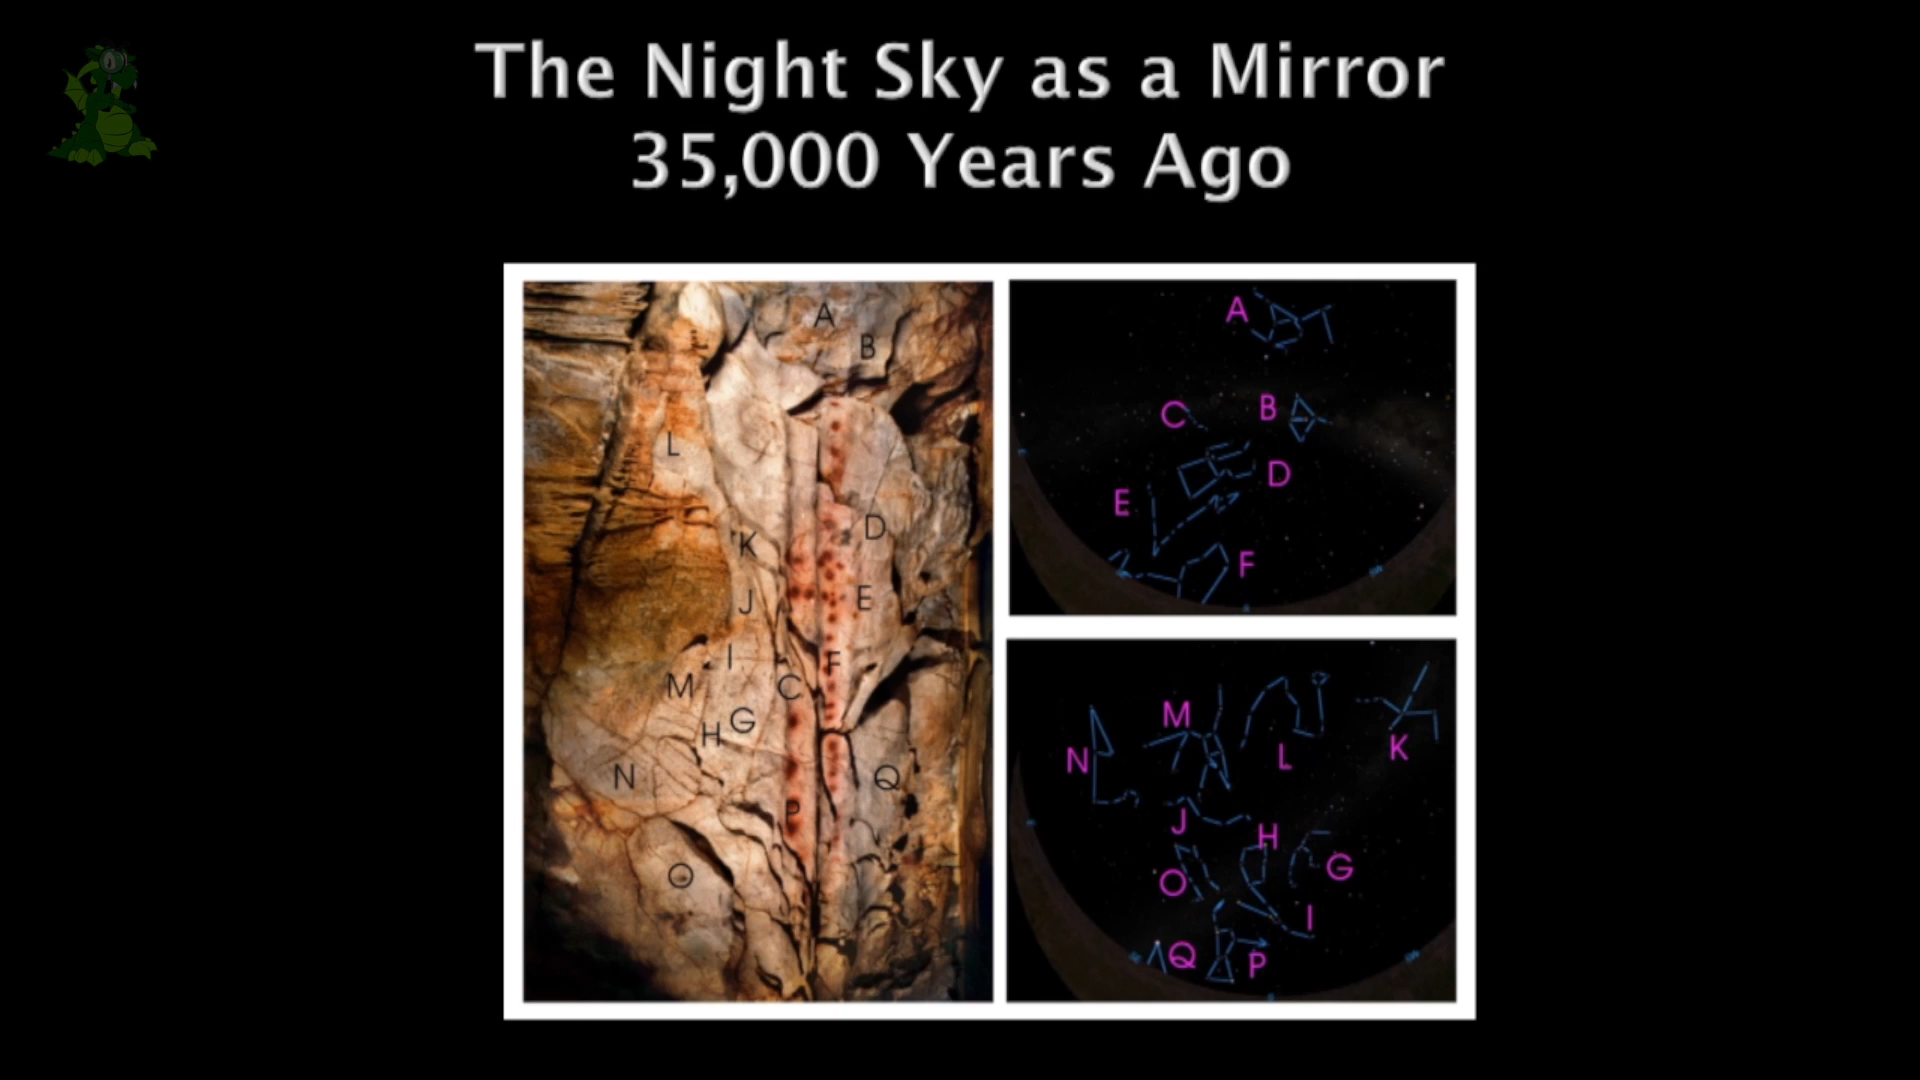 The Night Sky as a Mirror
35,000 Years Ago
A
B
L
D
K
E
J
I
F
M
C
G
H
N
Q
P
O
A
B
C
D
E
F
M
K
N
L
J
H
G
O
I
Q
P